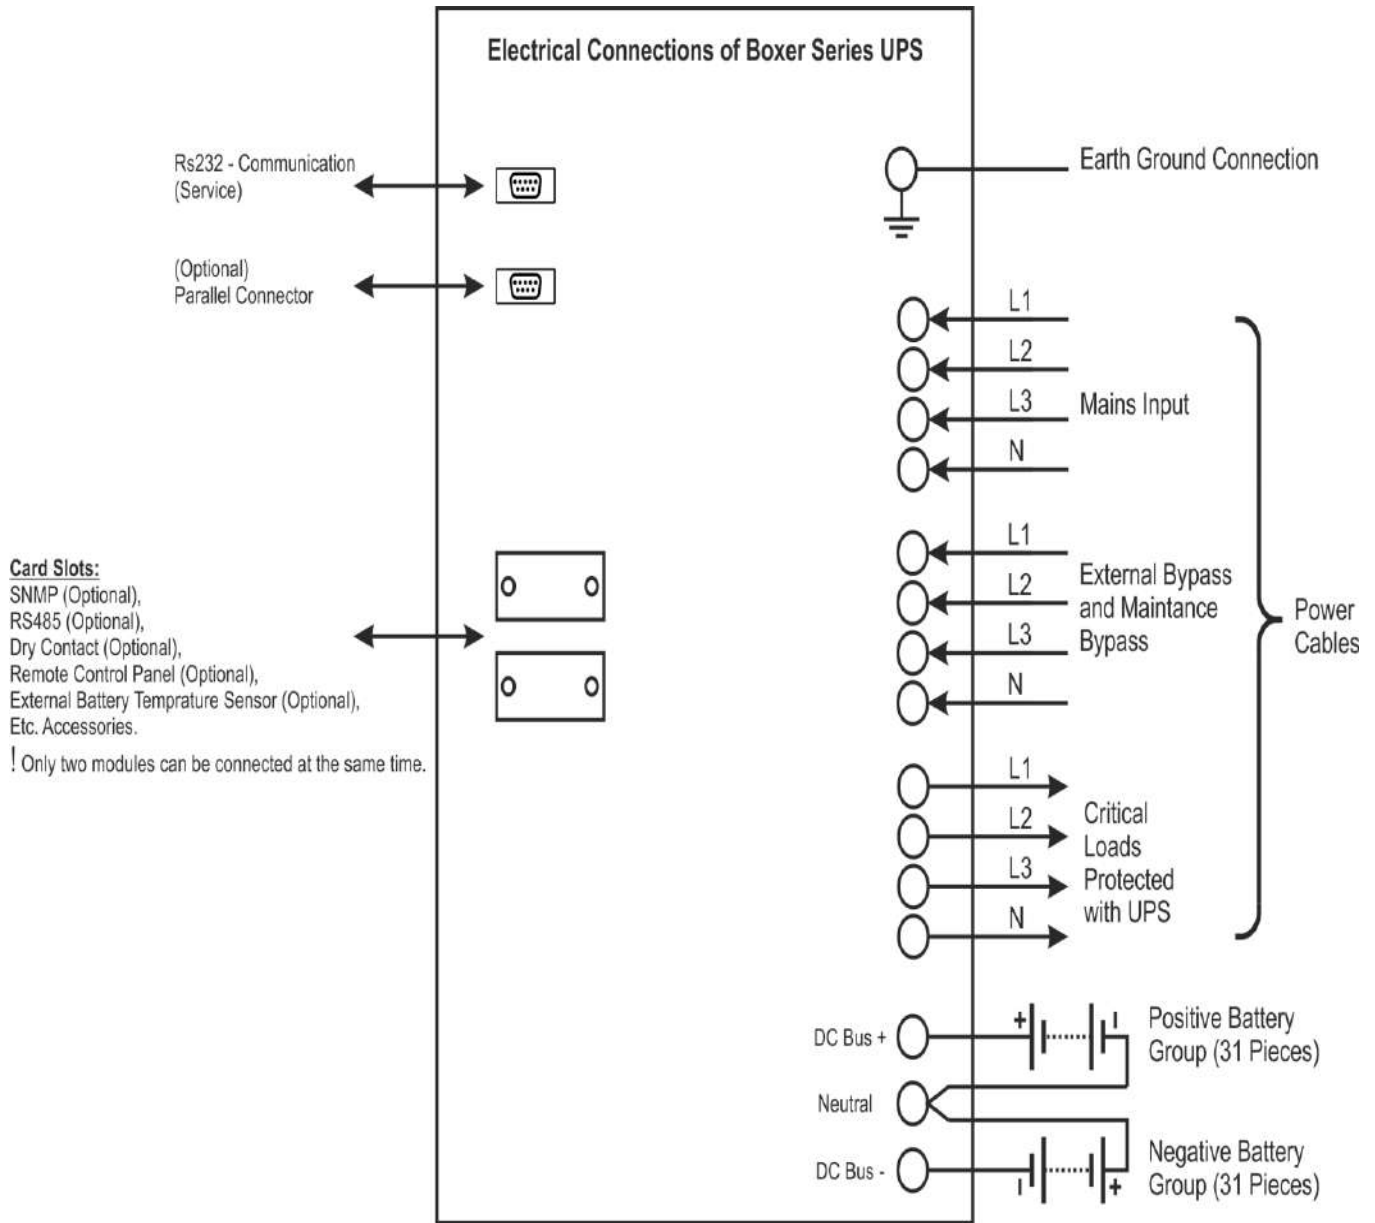 Electrical Connections of Boxer Series UPS
Rs232 - Communication
(Service)
(Optional)
Parallel Connector
Card Slots:
SNMP (Optional),
RS485 (Optional),
Dry Contact (Optional),
Remote Control Panel (Optional),
External Battery Temprature Sensor (Optional),
Etc. Accessories.
! Only two modules can be connected at the same time.
Earth Ground Connection
L1
L2
L3
N
Mains Input
L1
L2
L3
N
External Bypass
and Maintance
Bypass
L1
L2
L3
N
Critical
Loads
Protected
with UPS
Power
Cables
DC Bus +
+
-
Positive Battery
Group (31 Pieces)
Neutral
DC Bus -
-
+
Negative Battery
Group (31 Pieces)